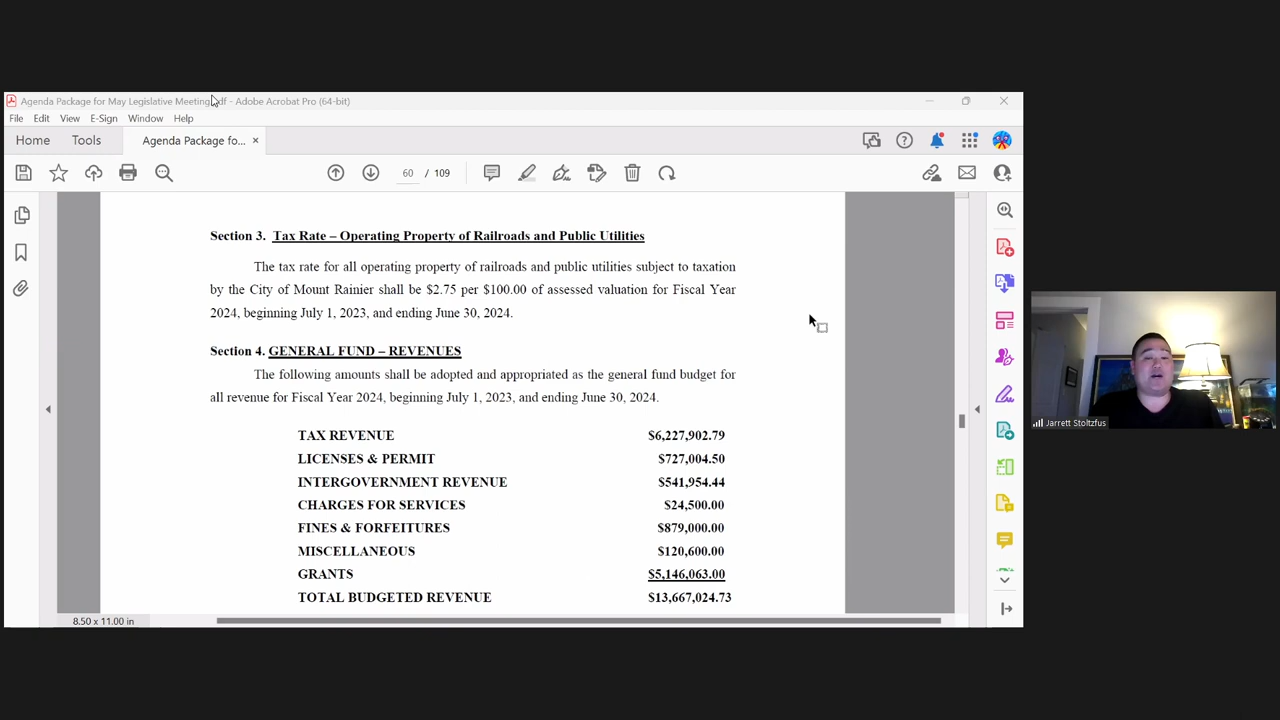 Agenda Package for May Legislative Meeting.pdf - Adobe Acrobat Pro (64-bit)
File Edit View E-Sign Window Help
Home Tools Agenda Package fo... ×
60 / 109
Section 3. Tax Rate – Operating Property of Railroads and Public Utilities
The tax rate for all operating property of railroads and public utilities subject to taxation
by the City of Mount Rainier shall be $2.75 per $100.00 of assessed valuation for Fiscal Year
2024, beginning July 1, 2023, and ending June 30, 2024.
Section 4. GENERAL FUND – REVENUES
The following amounts shall be adopted and appropriated as the general fund budget for
all revenue for Fiscal Year 2024, beginning July 1, 2023, and ending June 30, 2024.
TAX REVENUE $6,227,902.79
LICENSES & PERMIT $727,004.50
INTERGOVERNMENT REVENUE $541,954.44
CHARGES FOR SERVICES $24,500.00
FINES & FORFEITURES $879,000.00
MISCELLANEOUS $120,600.00
GRANTS $5,146,063.00
TOTAL BUDGETED REVENUE $13,667,024.73
8.50 x 11.00 in
Jarrett Stoltzfus